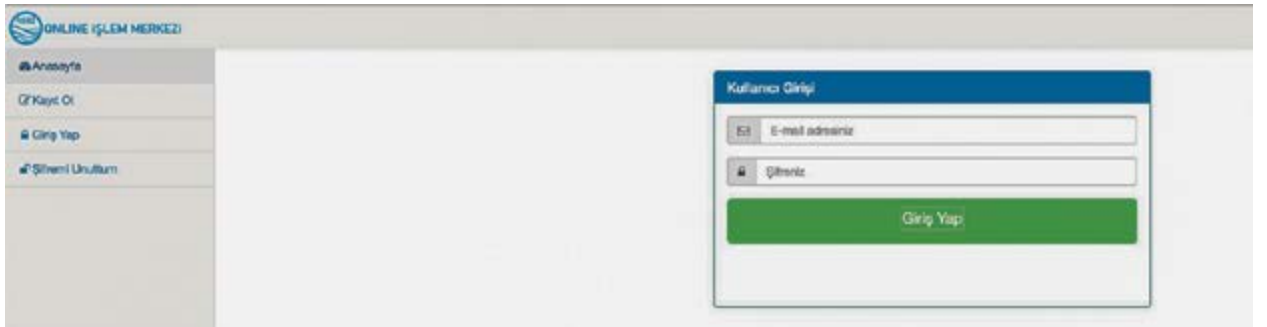 ONLINE İŞLEM MERKEZİ
Anasayfa
Kayıt Ol
Giriş Yap
Şifremi Unuttum
Kullanıcı Girişi
E-mail adresiniz
Şifreniz
Giriş Yap